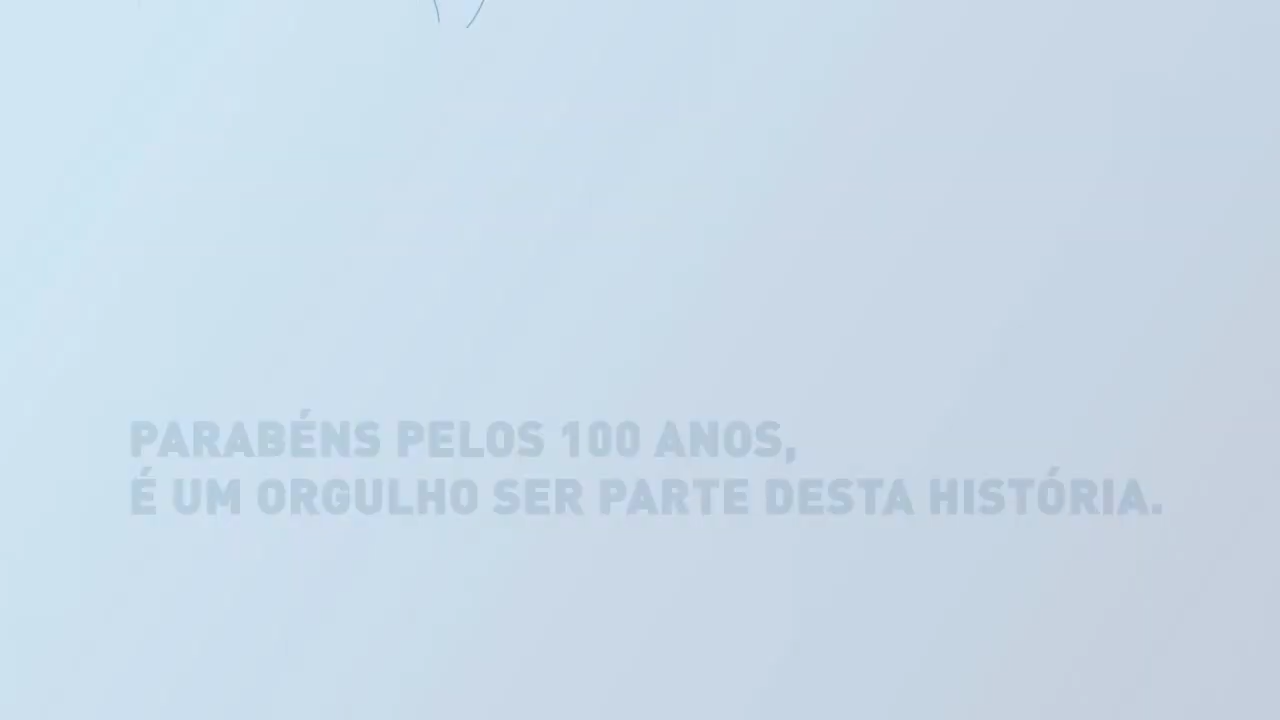 PARABÉNS PELOS 100 ANOS,
É UM ORGULHO SER PARTE DESTA HISTÓRIA.